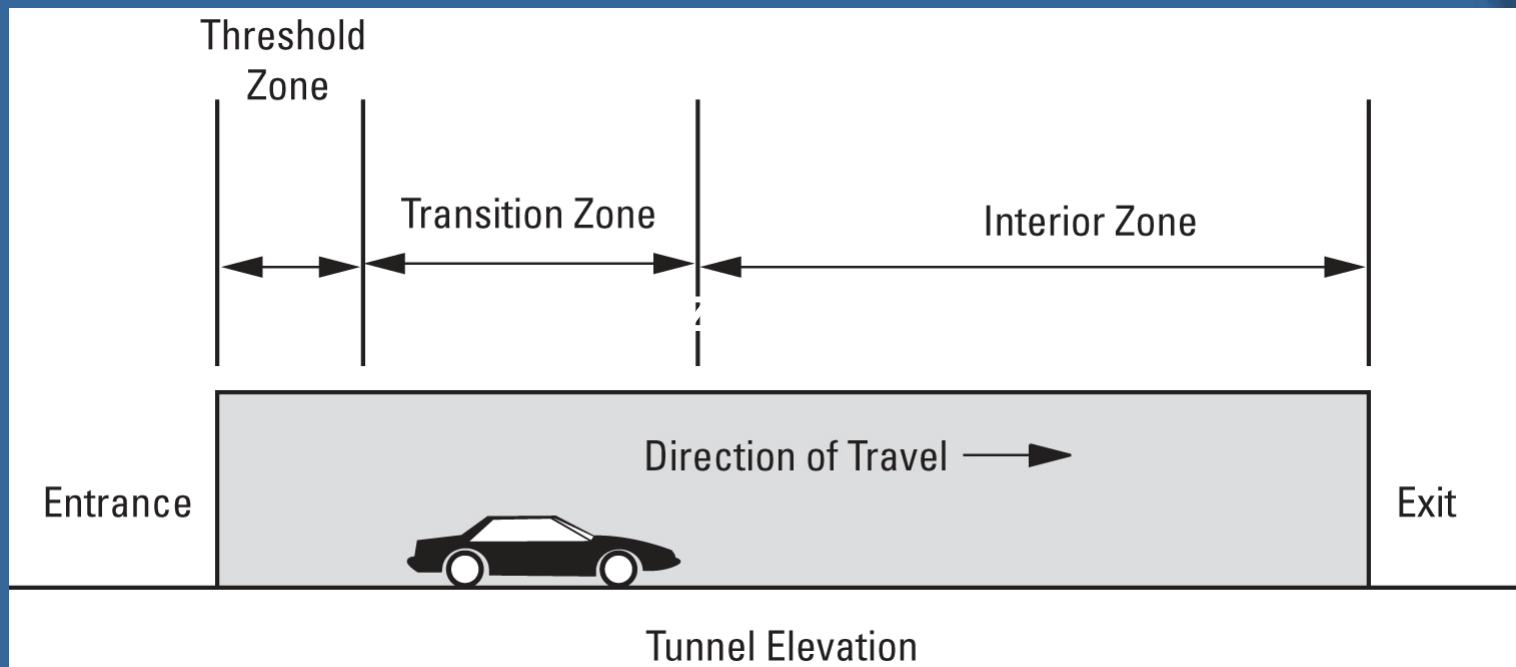 Threshold
Zone
Transition Zone
Interior Zone
Direction of Travel
Entrance
Exit
Tunnel Elevation